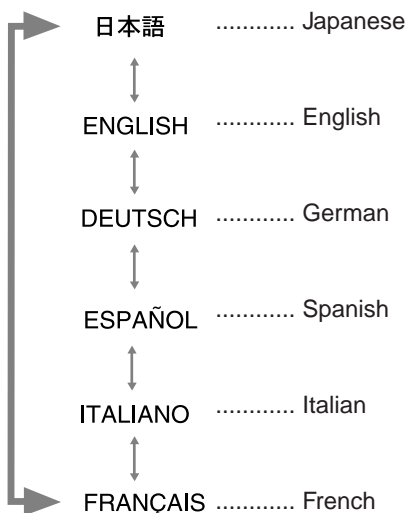 日本語 ............ Japanese
ENGLISH ............ English
DEUTSCH ............ German
ESPAÑOL ............ Spanish
ITALIANO ............ Italian
FRANÇAIS ............ French